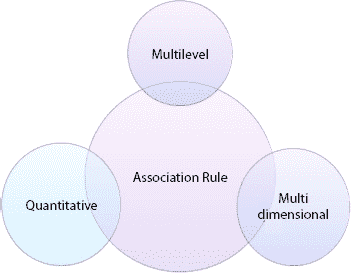 Multilevel
Association Rule
Quantitative
Multi
dimensional